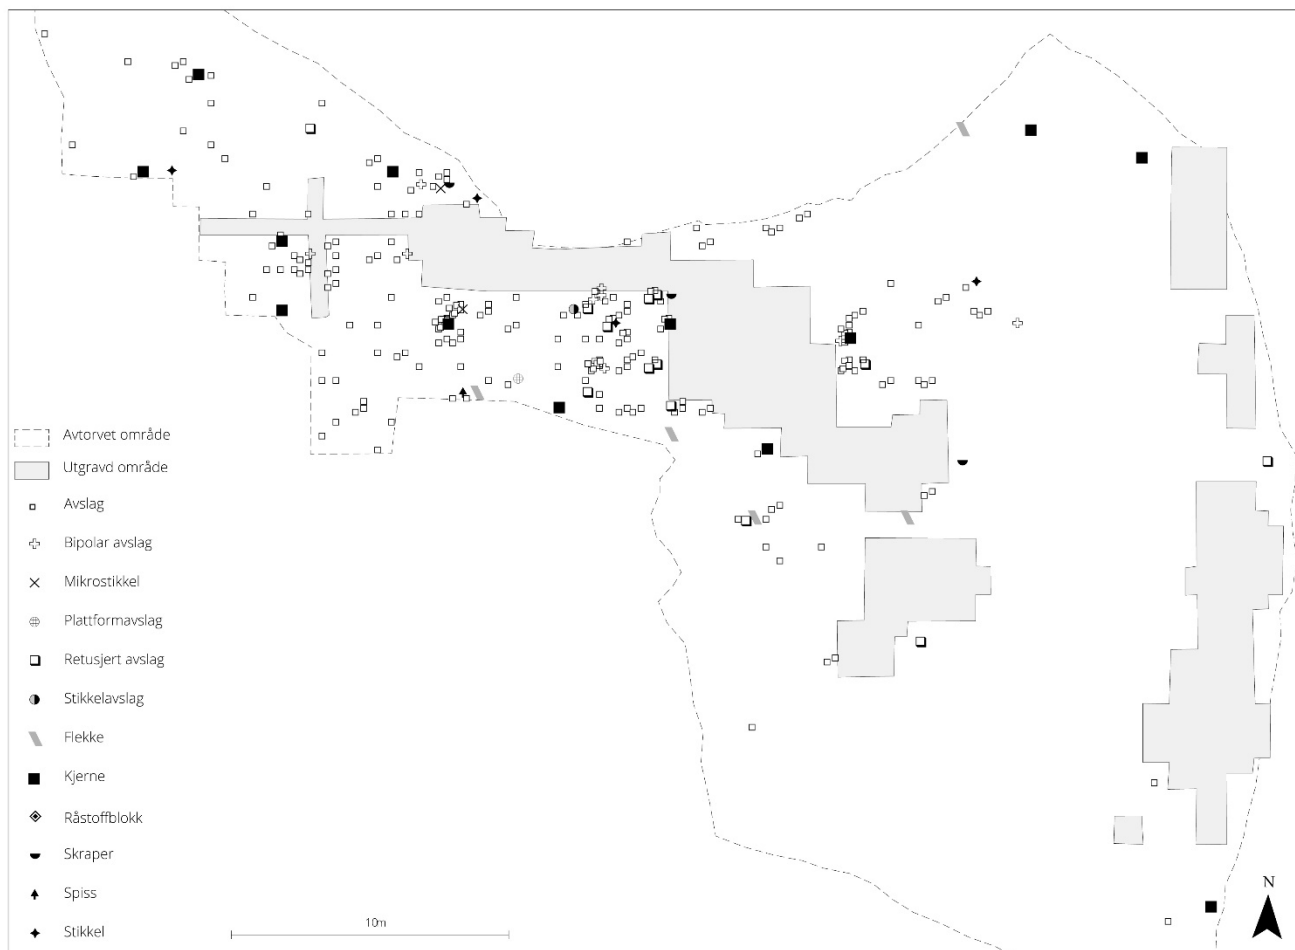 N
Avtorvet område
Utgravd område
Avslag
Bipolar avslag
Mikrostikkel
Plattformavslag
Retusjert avslag
Stikkelavslag
Flekke
Kjerne
Råstoffblokk
Skraper
Spiss
Stikkel
10m